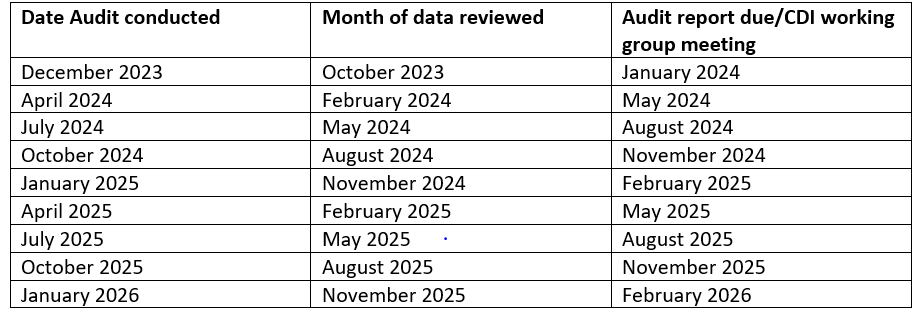 Date Audit conducted Month of data reviewed Audit report due/CDI working
group meeting
December 2023 October 2023 January 2024
April 2024 February 2024 May 2024
July 2024 May 2024 August 2024
October 2024 August 2024 November 2024
January 2025 November 2024 February 2025
April 2025 February 2025 May 2025
July 2025 May 2025 August 2025
October 2025 August 2025 November 2025
January 2026 November 2025 February 2026